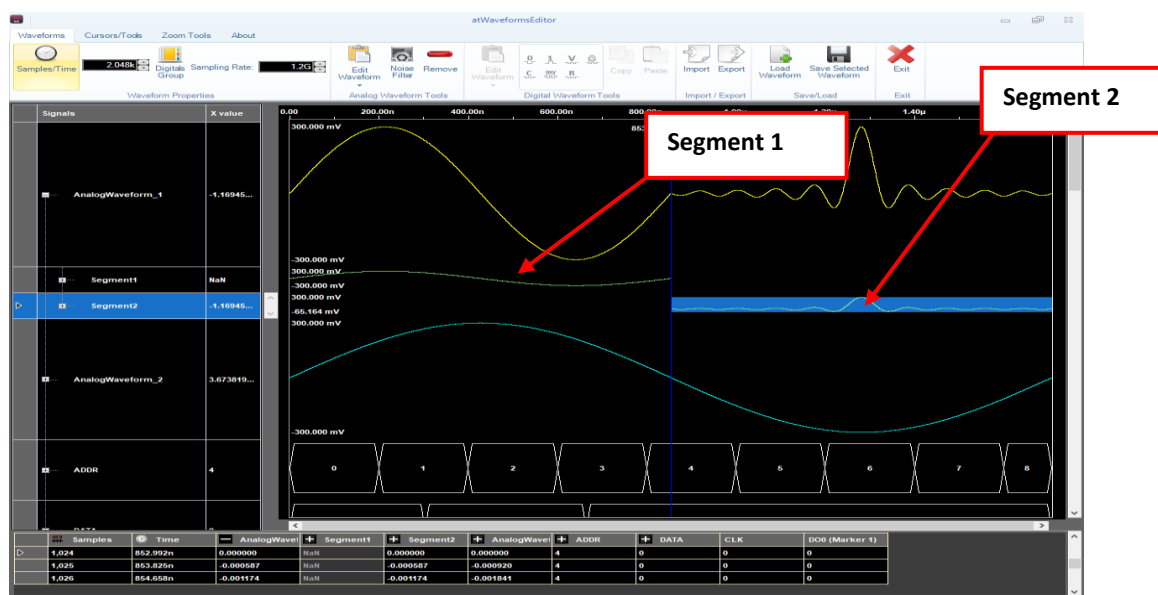 atWaveformsEditor
Waveforms Cursors/Tools Zoom Tools About
Samples/Time 2.048k Digitals Group Sampling Rate: 1.2G Edit Waveform Noise Filter Remove Edit Waveform Copy Paste Import Export Load Waveform Save Selected Waveform Exit
Waveform Properties Analog Waveform Tools Digital Waveform Tools Import / Export Save/Load Exit
Segment 2
Signals X value 0.00 200.00n 400.00n 600.00n 1.40µ
300.000 mV
Segment 1
AnalogWaveform_1 -1.16945...
-300.000 mV
300.000 mV
Segment1 NaN
-300.000 mV
300.000 mV
Segment2 -1.16945...
-65.164 mV
300.000 mV
AnalogWaveform_2 3.673819...
-300.000 mV
ADDR 4 0 1 2 3 4 5 6 7 8
Samples Time AnalogWavef Segment1 Segment2 AnalogWavef ADDR DATA CLK DO0 (Marker 1)
1,024 852.992n 0.000000 NaN 0.000000 0.000000 4 0 0 0
1,025 853.825n -0.000587 NaN -0.000587 -0.000920 4 0 0 0
1,026 854.658n -0.001174 NaN -0.001174 -0.001841 4 0 0 0